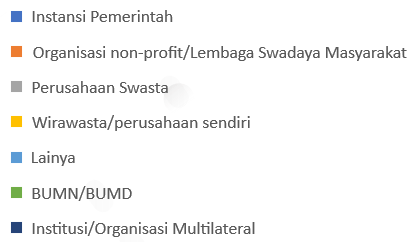 Instansi Pemerintah
Organisasi non-profit/Lembaga Swadaya Masyarakat
Perusahaan Swasta
Wirawasta/perusahaan sendiri
Lainya
BUMN/BUMD
Institusi/Organisasi Multilateral